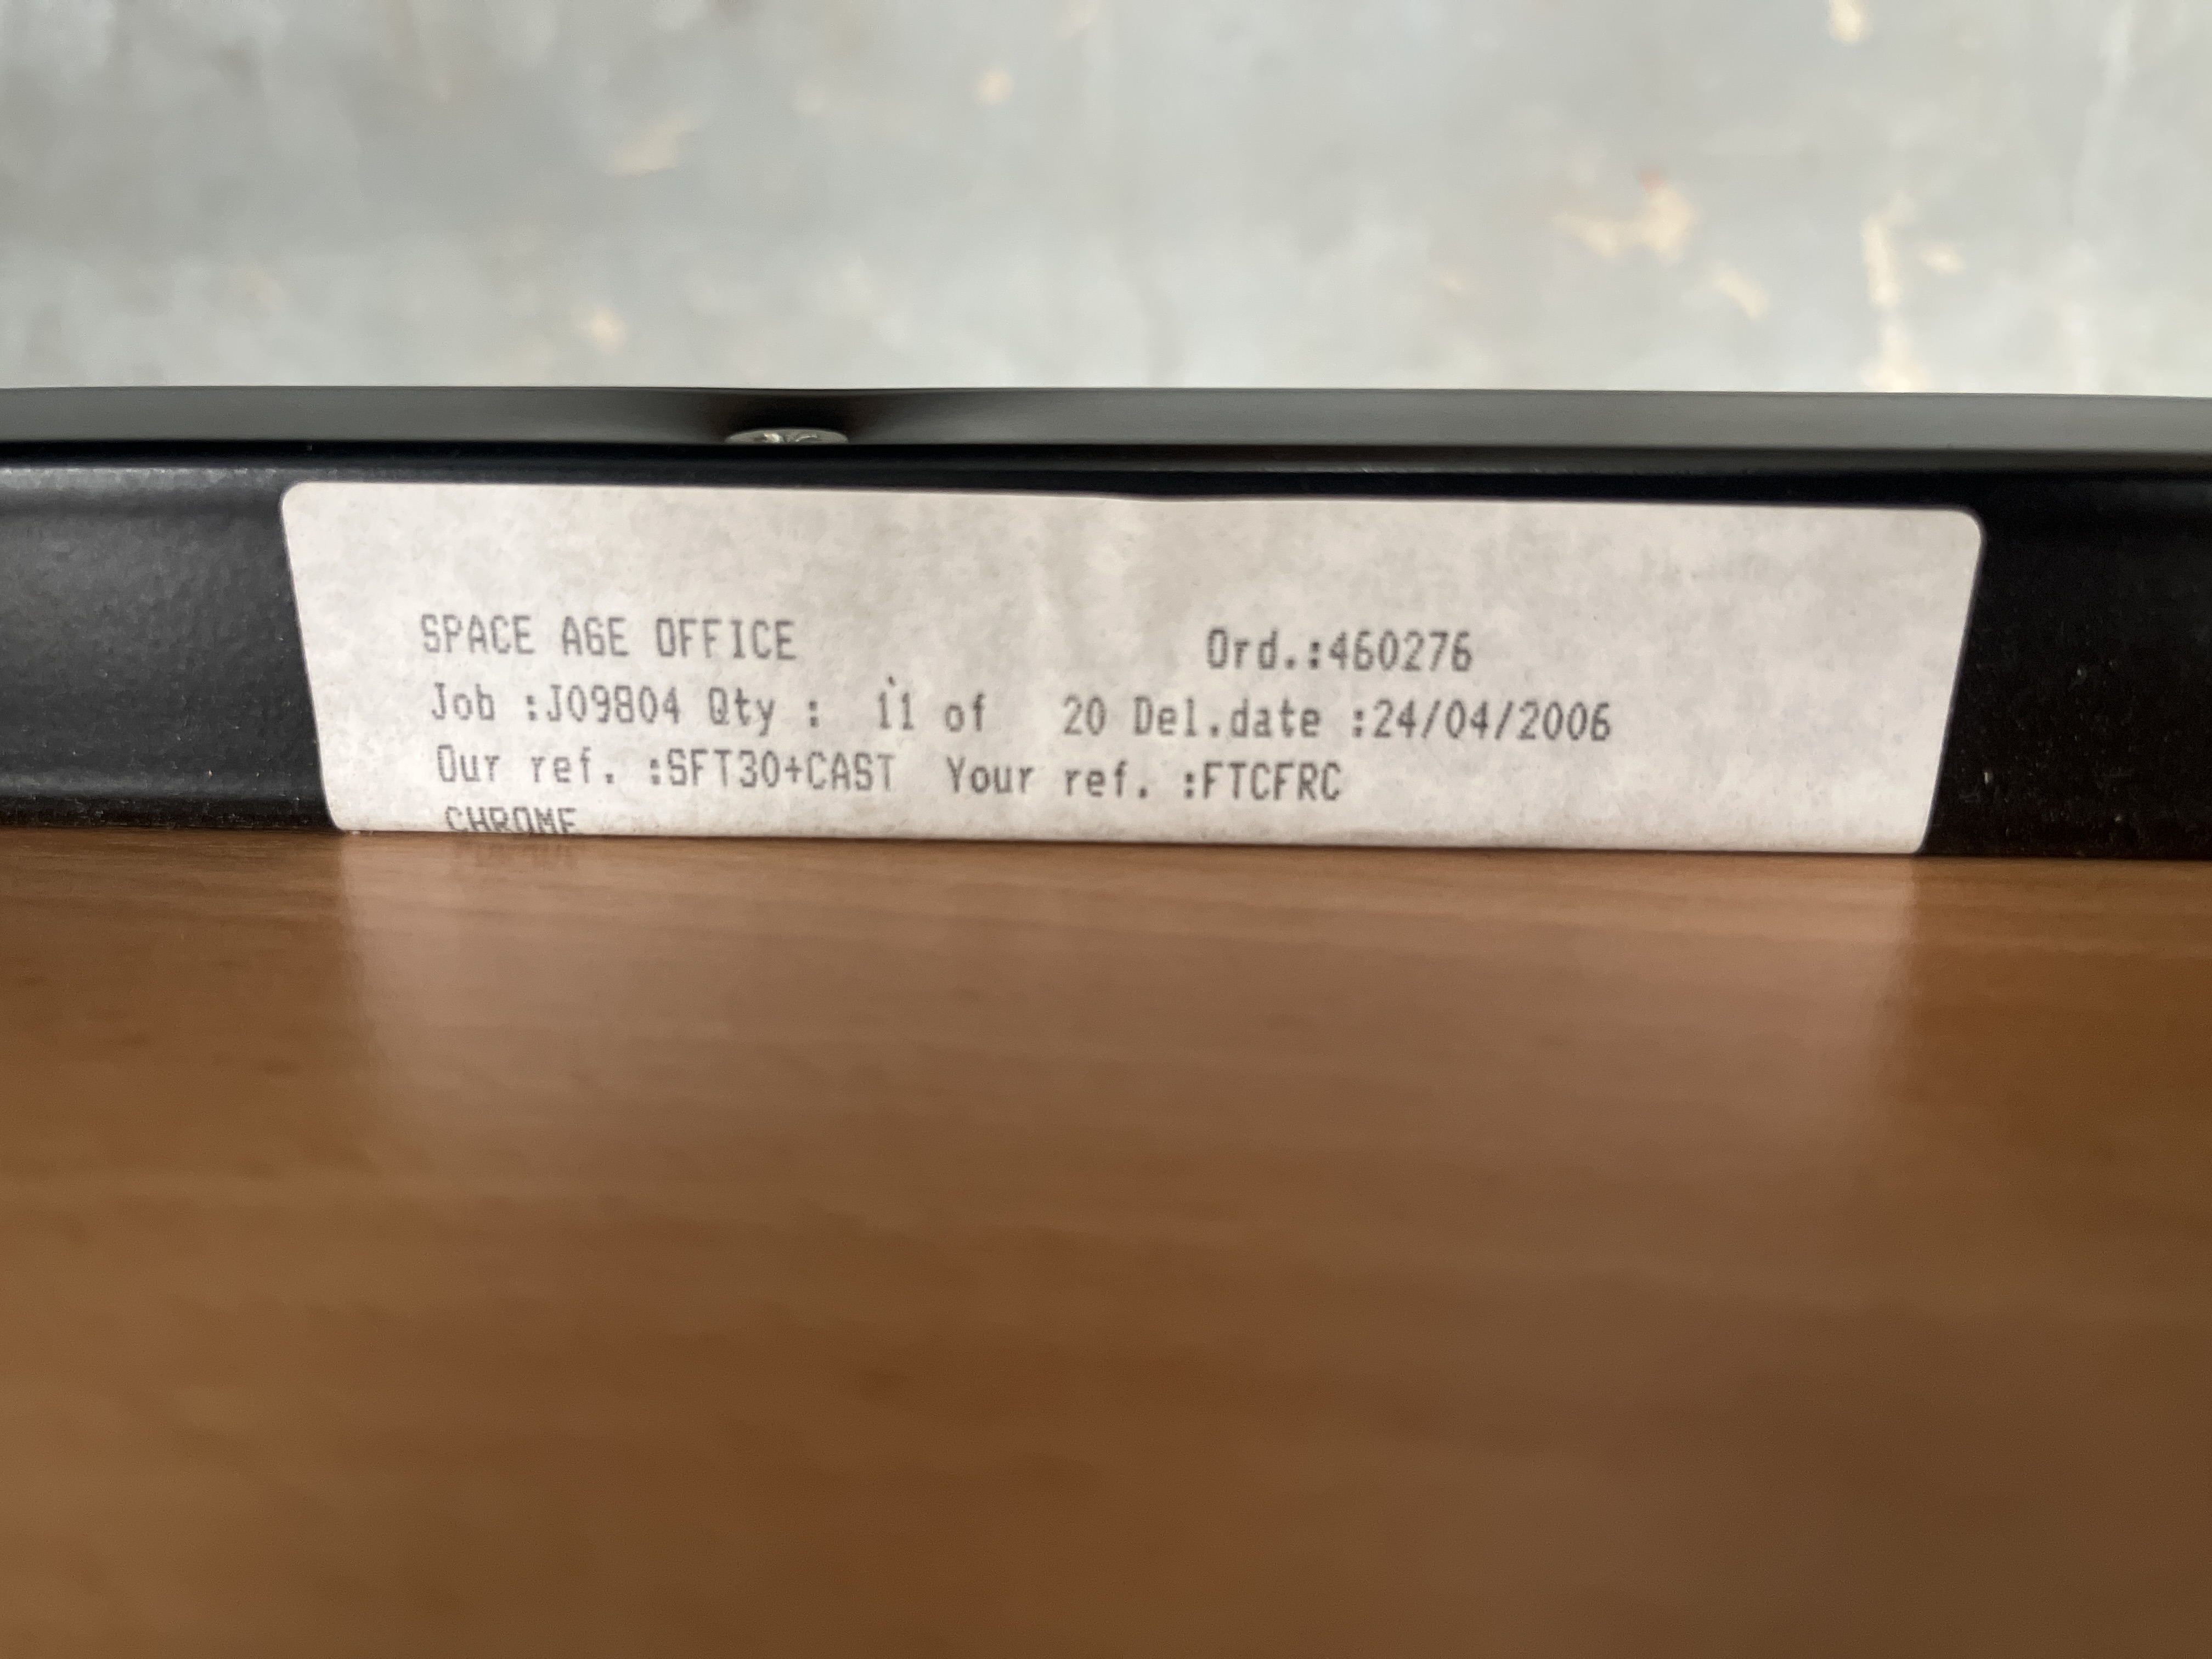 SPACE AGE OFFICE Ord.:460276
Job :J09804 Qty : 11 of 20 Del.date :24/04/2006
Our ref. :SFT30+CAST Your ref. :FTCFRC
CHROME